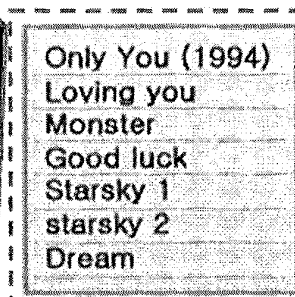 Only You (1994)
Loving you
Monster
Good luck
Starsky 1
starsky 2
Dream